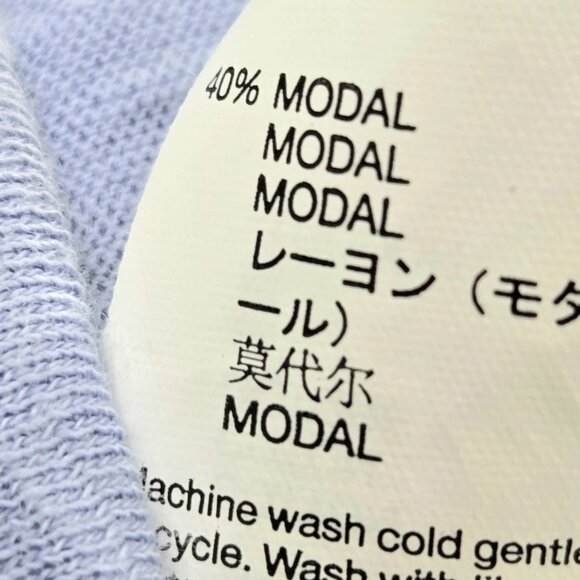 40% MODAL
MODAL
MODAL
レーヨン（モダ
ール）
莫代尔
MODAL
Machine wash cold gentle
cycle. Wash with